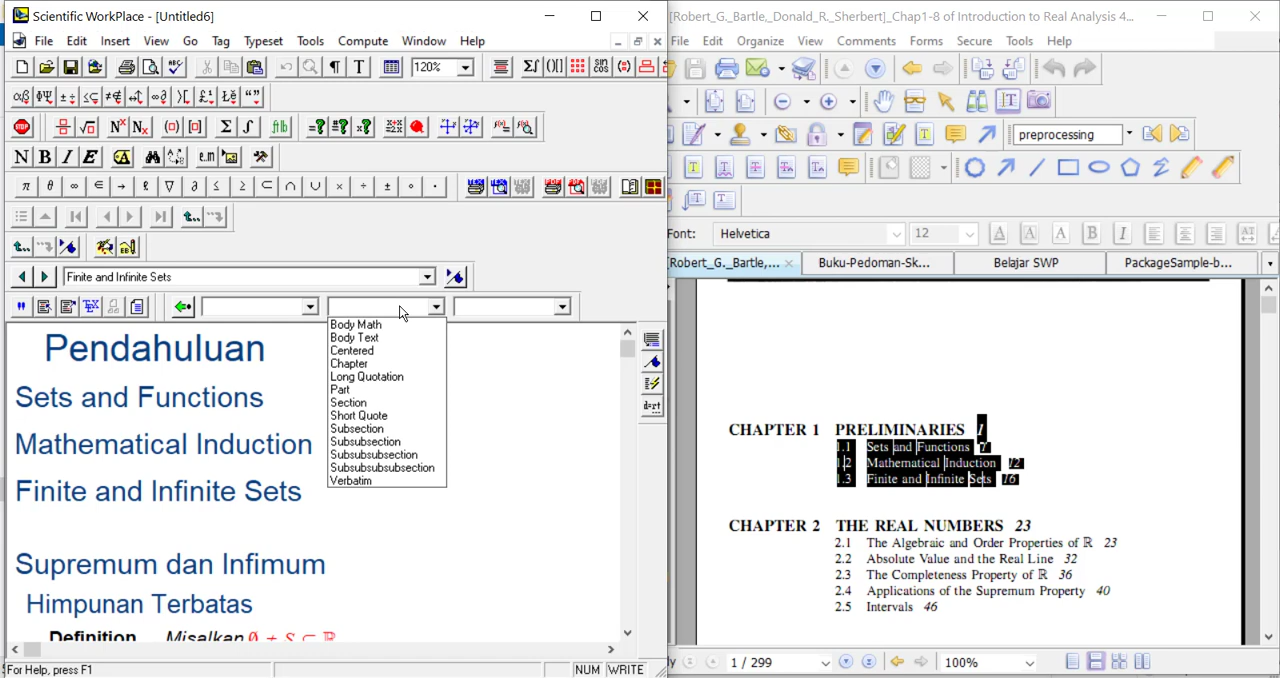 Scientific WorkPlace - [Untitled6]
File Edit Insert View Go Tag Typeset Tools Compute Window Help
120%
Finite and Infinite Sets
Body Math
Body Text
Centered
Chapter
Long Quotation
Part
Section
Short Quote
Subsection
Subsubsection
Subsubsubsection
Subsubsubsubsection
Verbatim
Pendahuluan
Sets and Functions
Mathematical Induction
Finite and Infinite Sets
Supremum dan Infimum
Himpunan Terbatas
Definition Misalkan ∅ ≠ S ⊂ ℝ
For Help, press F1
NUM WRITE
[Robert_G._Bartle,_Donald_R._Sherbert]_Chap1-8 of Introduction to Real Analysis 4...
File Edit Organize View Comments Forms Secure Tools Help
preprocessing
Font: Helvetica 12
[Robert_G._Bartle,... Buku-Pedoman-Sk... Belajar SWP PackageSample-b...
CHAPTER 1 PRELIMINARIES 1
1.1 Sets and Functions 1
1.2 Mathematical Induction 12
1.3 Finite and Infinite Sets 16
CHAPTER 2 THE REAL NUMBERS 23
2.1 The Algebraic and Order Properties of ℝ 23
2.2 Absolute Value and the Real Line 32
2.3 The Completeness Property of ℝ 36
2.4 Applications of the Supremum Property 40
2.5 Intervals 46
1 / 299
100%